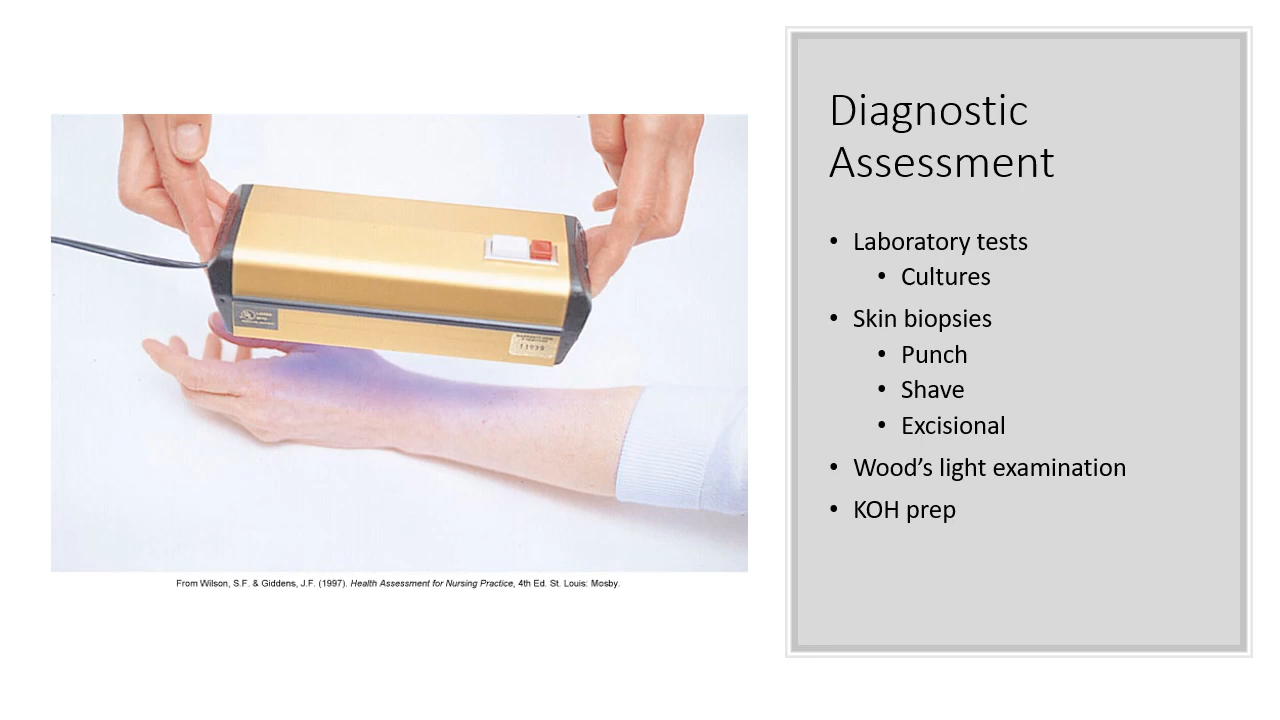 Diagnostic
Assessment
• Laboratory tests
• Cultures
• Skin biopsies
• Punch
• Shave
• Excisional
• Wood’s light examination
• KOH prep
From Wilson, S.F. & Giddens, J.F. (1997). Health Assessment for Nursing Practice, 4th Ed. St. Louis: Mosby.